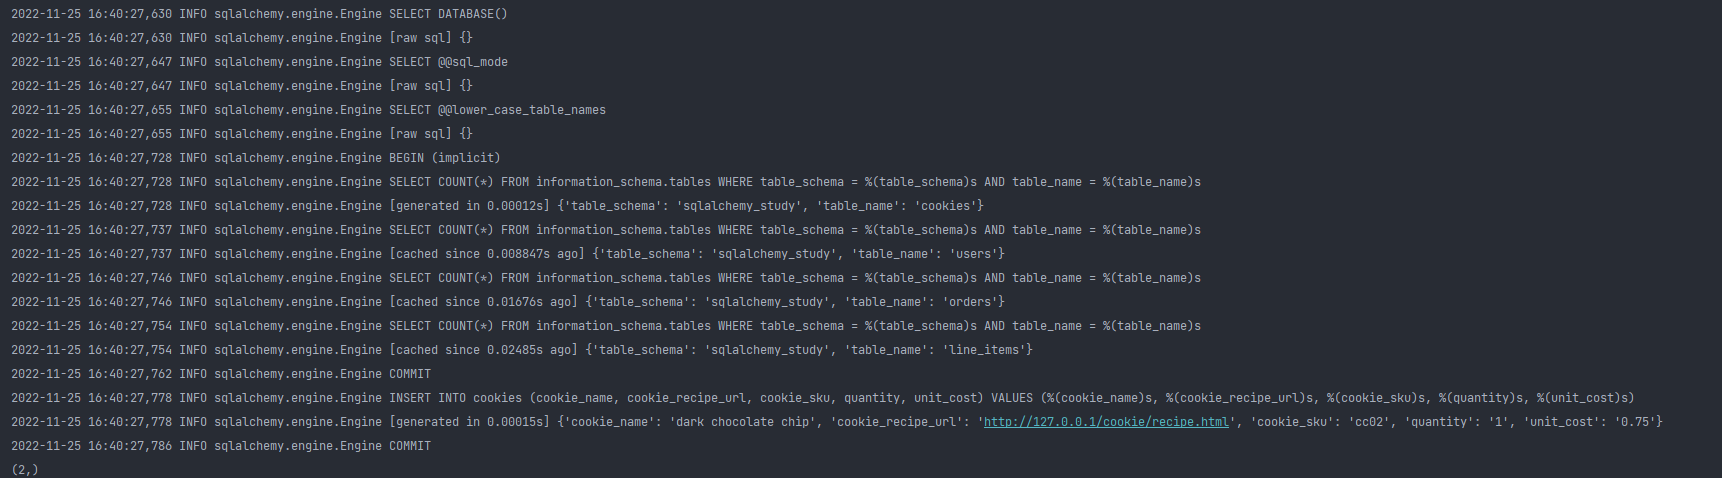 2022-11-25 16:40:27,630 INFO sqlalchemy.engine.Engine SELECT DATABASE()
2022-11-25 16:40:27,630 INFO sqlalchemy.engine.Engine [raw sql] {}
2022-11-25 16:40:27,647 INFO sqlalchemy.engine.Engine SELECT @@sql_mode
2022-11-25 16:40:27,647 INFO sqlalchemy.engine.Engine [raw sql] {}
2022-11-25 16:40:27,655 INFO sqlalchemy.engine.Engine SELECT @@lower_case_table_names
2022-11-25 16:40:27,655 INFO sqlalchemy.engine.Engine [raw sql] {}
2022-11-25 16:40:27,728 INFO sqlalchemy.engine.Engine BEGIN (implicit)
2022-11-25 16:40:27,728 INFO sqlalchemy.engine.Engine SELECT COUNT(*) FROM information_schema.tables WHERE table_schema = %(table_schema)s AND table_name = %(table_name)s
2022-11-25 16:40:27,728 INFO sqlalchemy.engine.Engine [generated in 0.00012s] {'table_schema': 'sqlalchemy_study', 'table_name': 'cookies'}
2022-11-25 16:40:27,737 INFO sqlalchemy.engine.Engine SELECT COUNT(*) FROM information_schema.tables WHERE table_schema = %(table_schema)s AND table_name = %(table_name)s
2022-11-25 16:40:27,737 INFO sqlalchemy.engine.Engine [cached since 0.008847s ago] {'table_schema': 'sqlalchemy_study', 'table_name': 'users'}
2022-11-25 16:40:27,746 INFO sqlalchemy.engine.Engine SELECT COUNT(*) FROM information_schema.tables WHERE table_schema = %(table_schema)s AND table_name = %(table_name)s
2022-11-25 16:40:27,746 INFO sqlalchemy.engine.Engine [cached since 0.01676s ago] {'table_schema': 'sqlalchemy_study', 'table_name': 'orders'}
2022-11-25 16:40:27,754 INFO sqlalchemy.engine.Engine SELECT COUNT(*) FROM information_schema.tables WHERE table_schema = %(table_schema)s AND table_name = %(table_name)s
2022-11-25 16:40:27,754 INFO sqlalchemy.engine.Engine [cached since 0.02485s ago] {'table_schema': 'sqlalchemy_study', 'table_name': 'line_items'}
2022-11-25 16:40:27,762 INFO sqlalchemy.engine.Engine COMMIT
2022-11-25 16:40:27,778 INFO sqlalchemy.engine.Engine INSERT INTO cookies (cookie_name, cookie_recipe_url, cookie_sku, quantity, unit_cost) VALUES (%(cookie_name)s, %(cookie_recipe_url)s, %(cookie_sku)s, %(quantity)s, %(unit_cost)s)
2022-11-25 16:40:27,778 INFO sqlalchemy.engine.Engine [generated in 0.00015s] {'cookie_name': 'dark chocolate chip', 'cookie_recipe_url': 'http://127.0.0.1/cookie/recipe.html', 'cookie_sku': 'cc02', 'quantity': '1', 'unit_cost': '0.75'}
2022-11-25 16:40:27,786 INFO sqlalchemy.engine.Engine COMMIT
(2,)